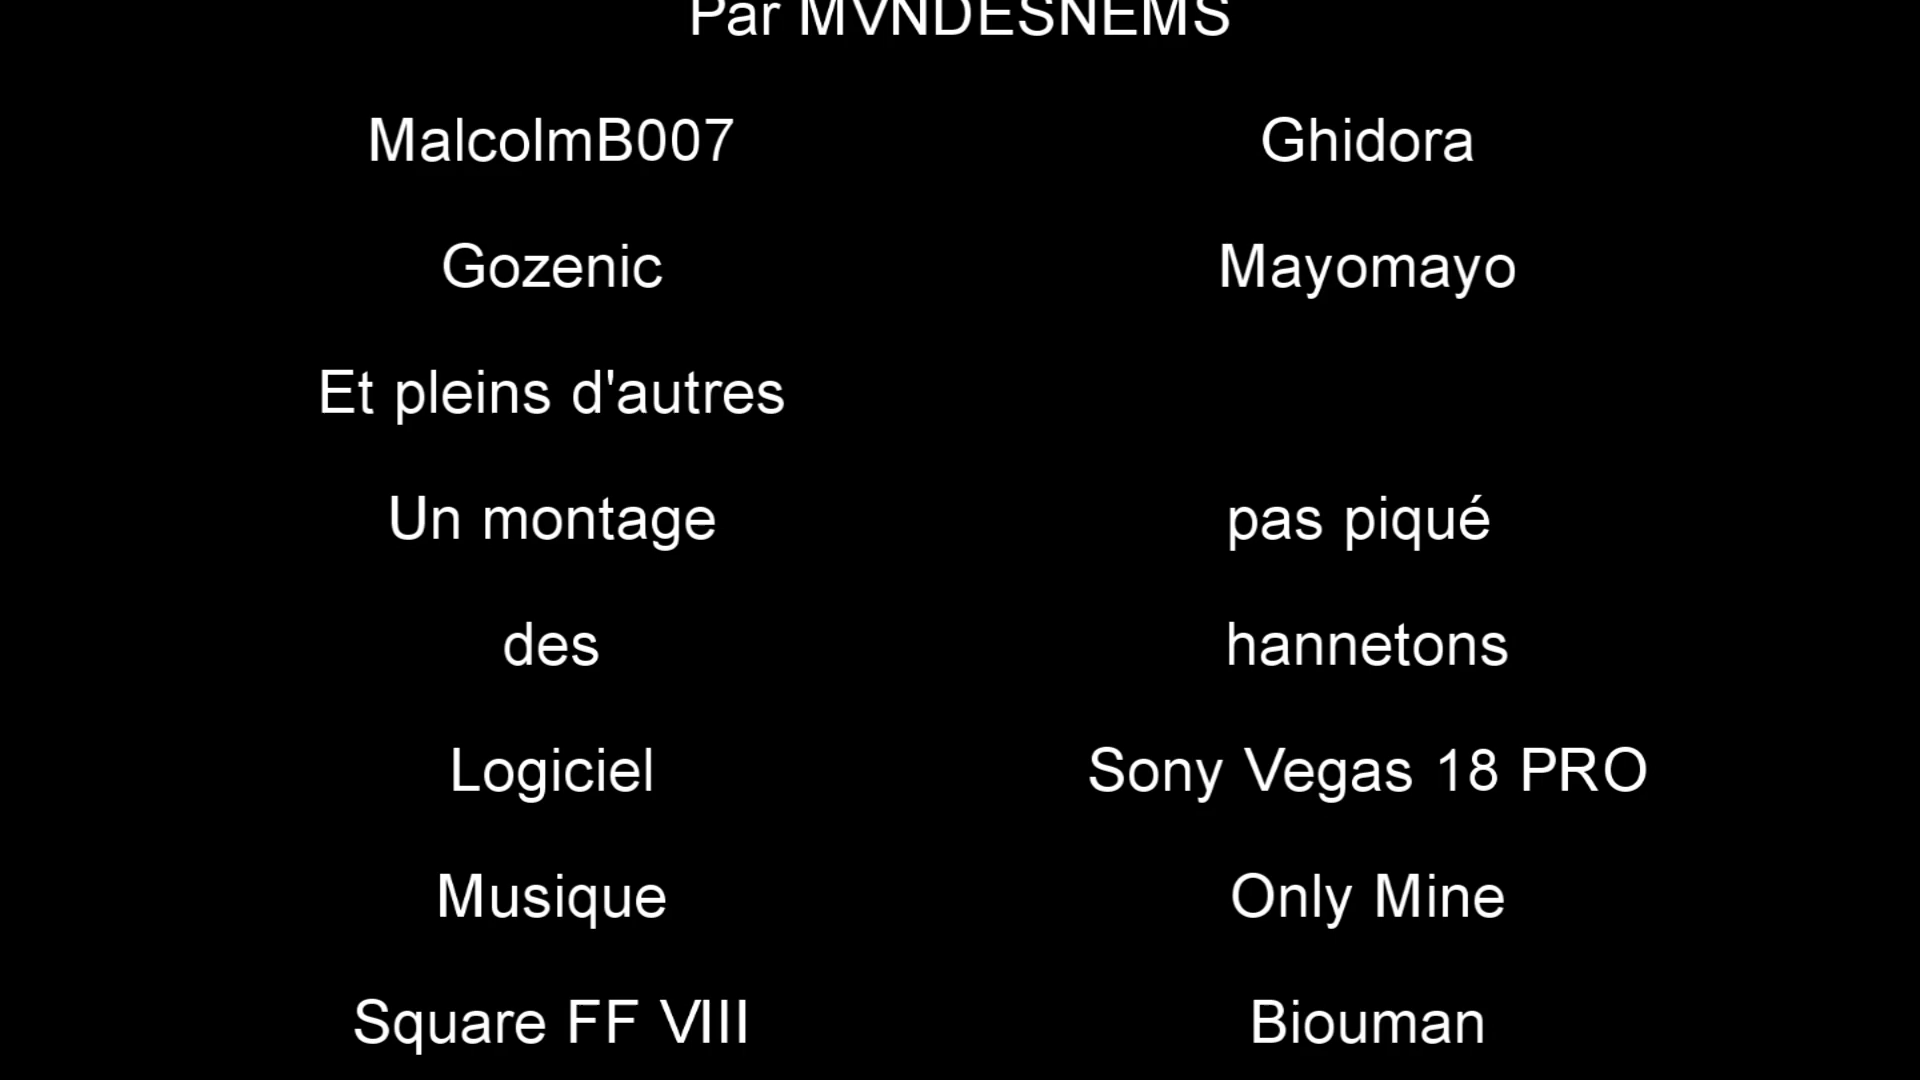 Par MVNDESNEMS
MalcolmB007 Ghidora
Gozenic Mayomayo
Et pleins d'autres
Un montage pas piqué
des hannetons
Logiciel Sony Vegas 18 PRO
Musique Only Mine
Square FF VIII Biouman